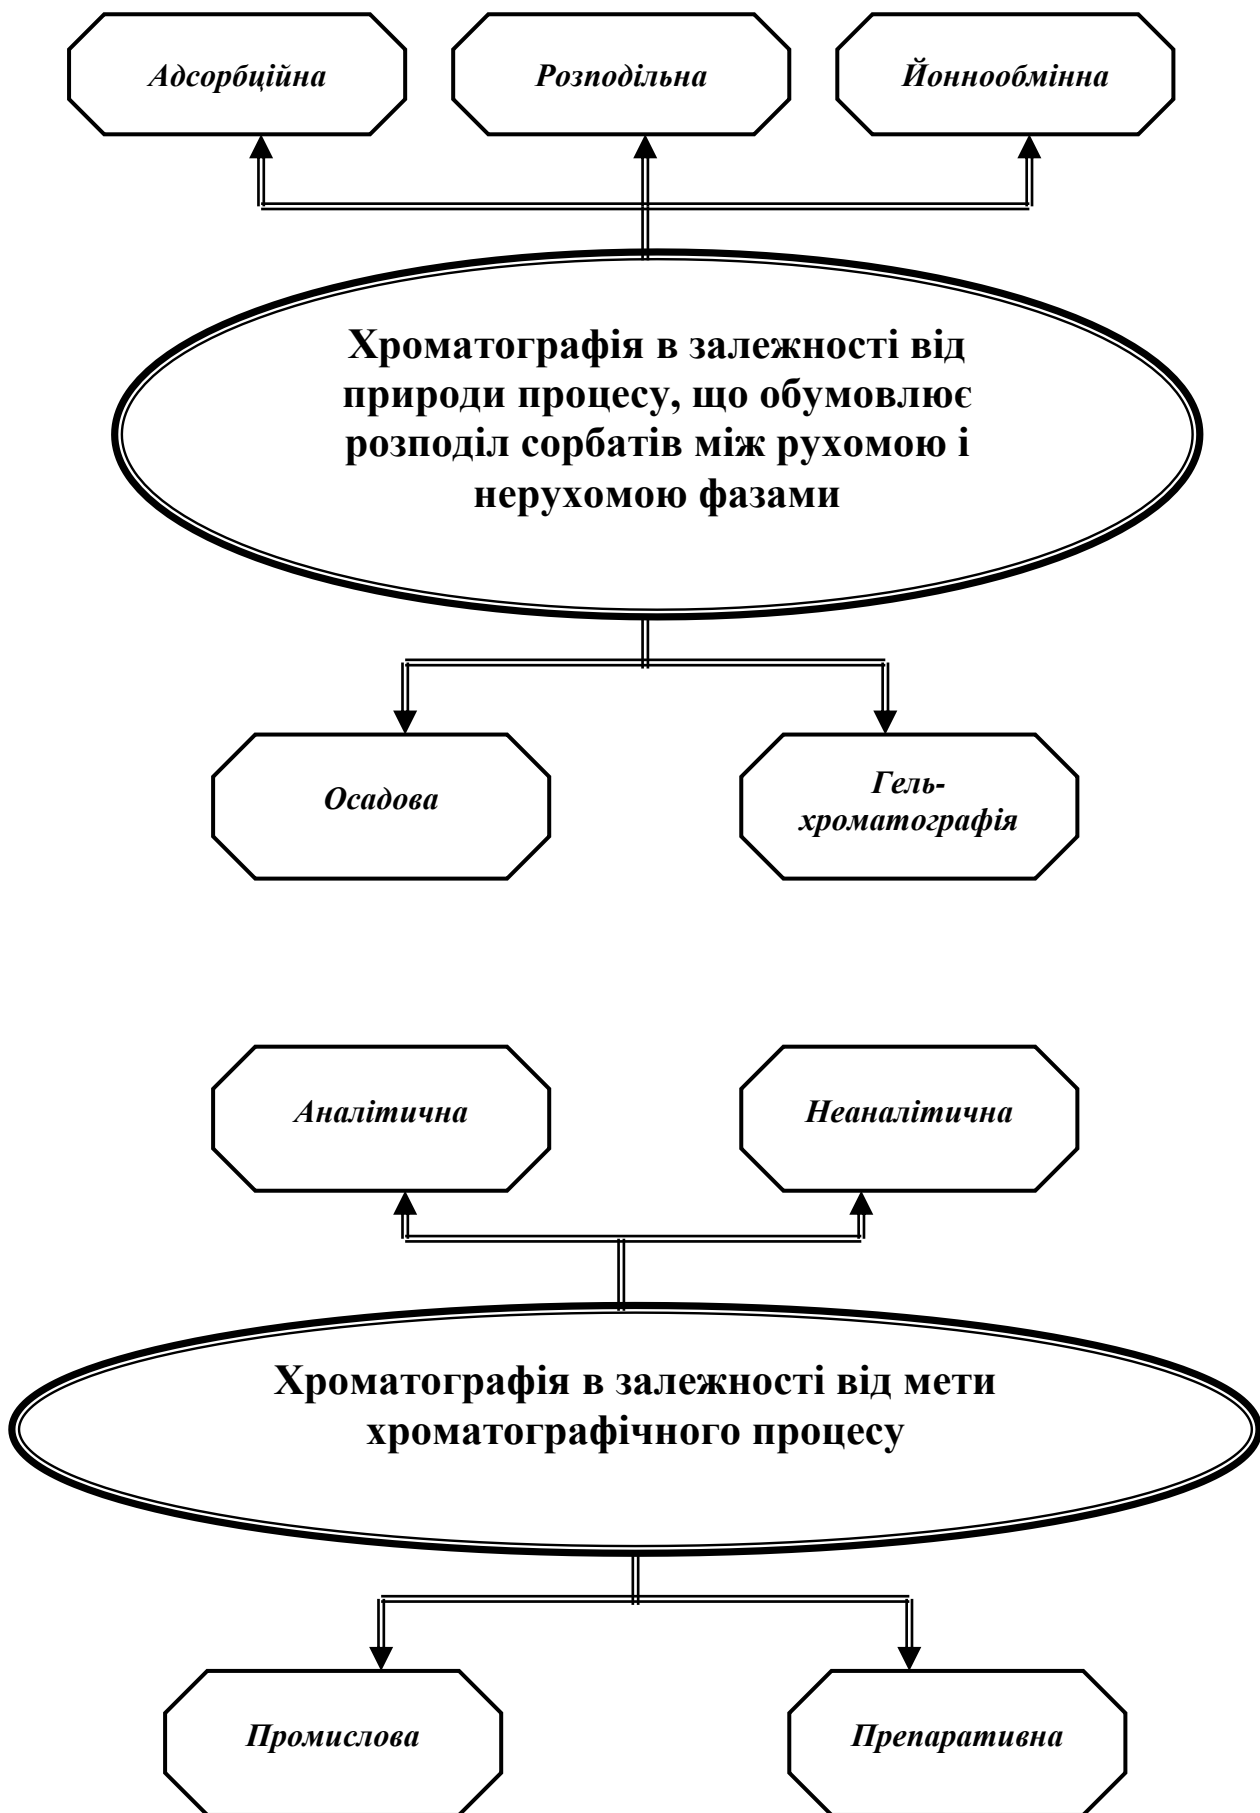 Адсорбційна
Розподільна
Йоннообмінна
Хроматографія в залежності від
природи процесу, що обумовлює
розподіл сорбатів між рухомою і
нерухомою фазами
Осадова
Гель-
хроматографія
Аналітична
Неаналітична
Хроматографія в залежності від мети
хроматографічного процесу
Промислова
Препаративна